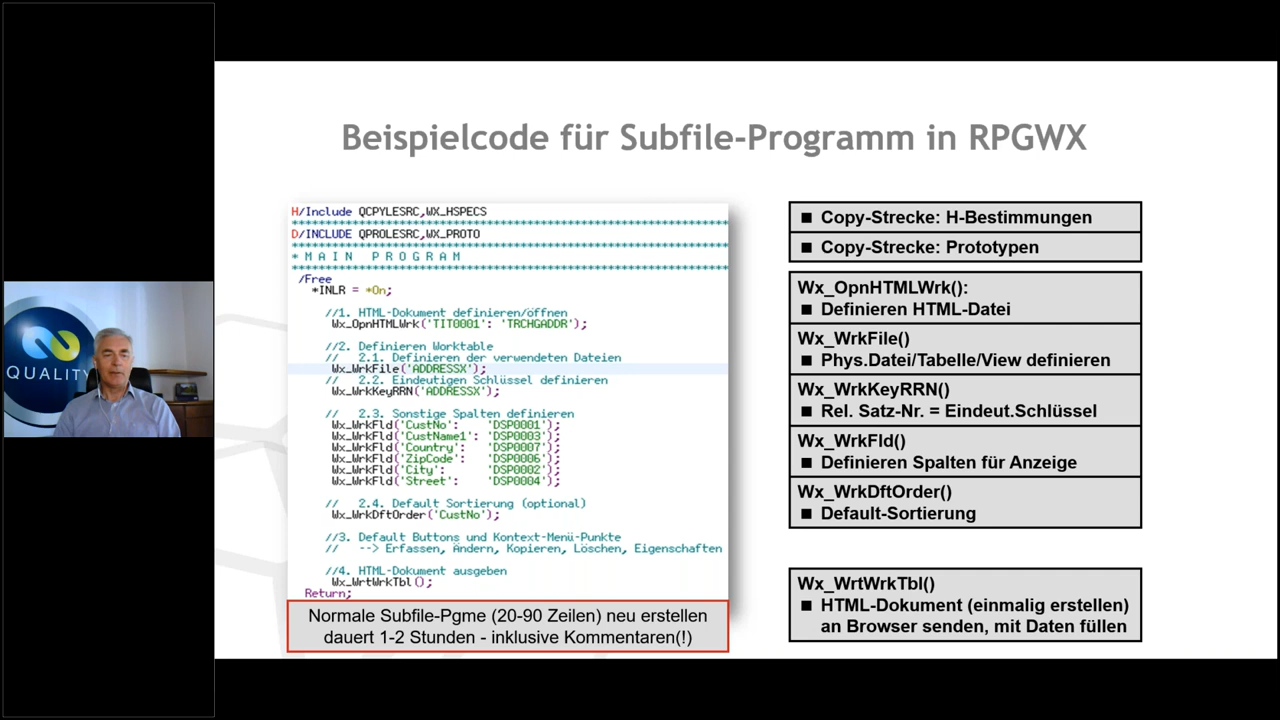 Beispielcode für Subfile-Programm in RPGWX
H/Include QCPYLESRC,WX_HSPECS
D/INCLUDE QPROLESRC,WX_PROTO
* M A I N   P R O G R A M
/Free
*INLR = *On;
//1. HTML-Dokument definieren/öffnen
Wx_OpnHTMLWrk('TIT0001': 'TRCHGADDR');
//2. Definieren Worktable
// 2.1. Definieren der verwendeten Dateien
Wx_WrkFile('ADDRESSX');
// 2.2. Eindeutigen Schlüssel definieren
Wx_WrkKeyRRN('ADDRESSX');
// 2.3. Sonstige Spalten definieren
Wx_WrkFld('CustNo': 'DSP0001');
Wx_WrkFld('CustName1': 'DSP0003');
Wx_WrkFld('Country': 'DSP0007');
Wx_WrkFld('ZipCode': 'DSP0006');
Wx_WrkFld('City': 'DSP0002');
Wx_WrkFld('Street': 'DSP0004');
// 2.4. Default Sortierung (optional)
Wx_WrkDftOrder('CustNo');
//3. Default Buttons und Kontext-Menü-Punkte
// --> Erfassen, Ändern, Kopieren, Löschen, Eigenschaften
//4. HTML-Dokument ausgeben
Wx_WrtWrkTbl();
Return;
Normale Subfile-Pgme (20-90 Zeilen) neu erstellen
dauert 1-2 Stunden - inklusive Kommentaren(!)
■ Copy-Strecke: H-Bestimmungen
■ Copy-Strecke: Prototypen
Wx_OpnHTMLWrk():
■ Definieren HTML-Datei
Wx_WrkFile()
■ Phys.Datei/Tabelle/View definieren
Wx_WrkKeyRRN()
■ Rel. Satz-Nr. = Eindeut.Schlüssel
Wx_WrkFld()
■ Definieren Spalten für Anzeige
Wx_WrkDftOrder()
■ Default-Sortierung
Wx_WrtWrkTbl()
■ HTML-Dokument (einmalig erstellen)
an Browser senden, mit Daten füllen
QUALITY